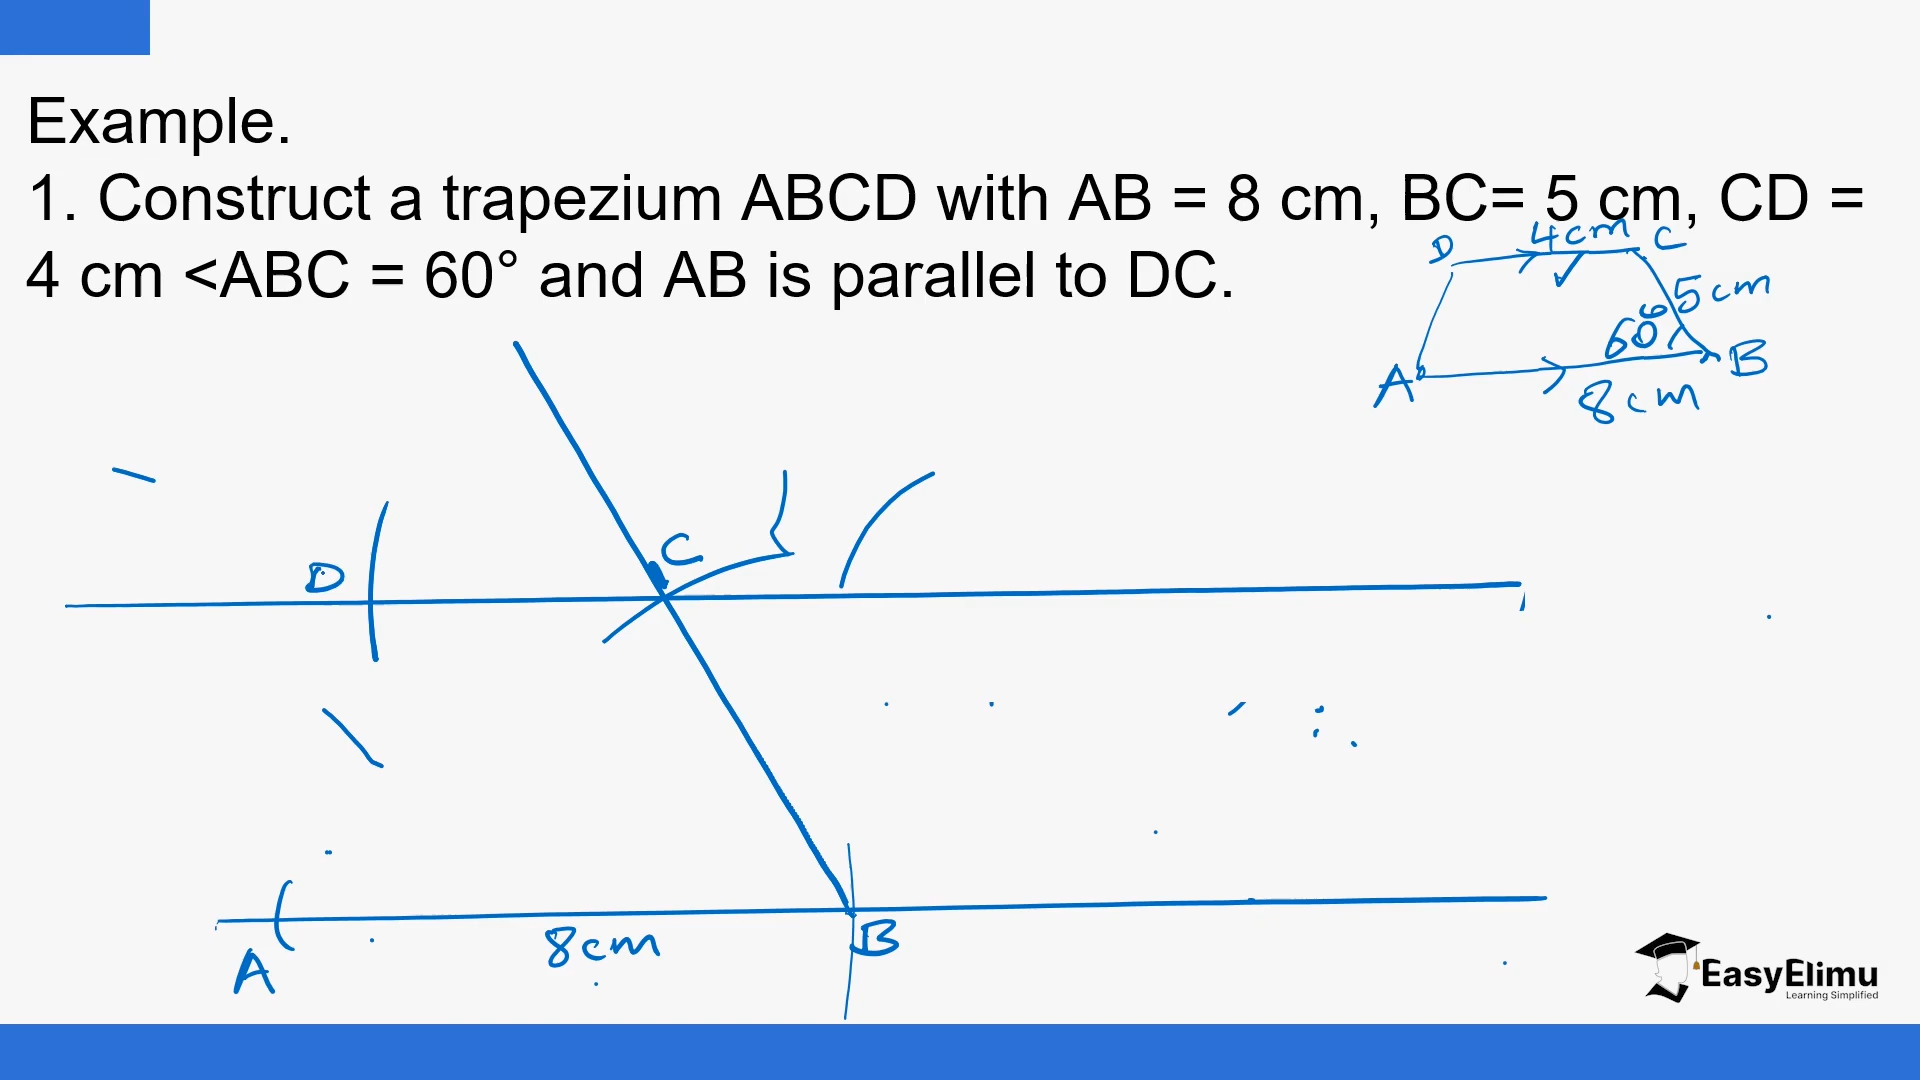 Example.
1. Construct a trapezium ABCD with AB = 8 cm, BC= 5 cm, CD =
4 cm <ABC = 60° and AB is parallel to DC.
D 4cm C
5cm
60°
A B
8cm
C
D
8cm B
A
EasyElimu
Learning Simplified